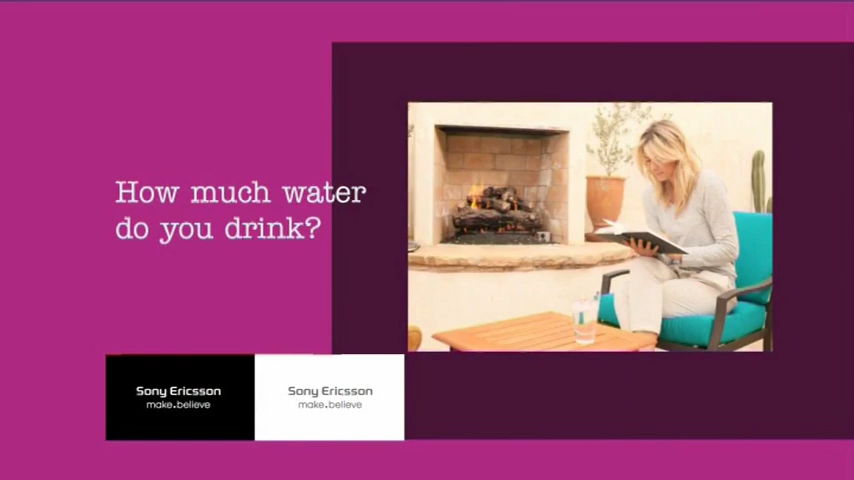 How much water
do you drink?
Sony Ericsson
make.believe
Sony Ericsson
make.believe